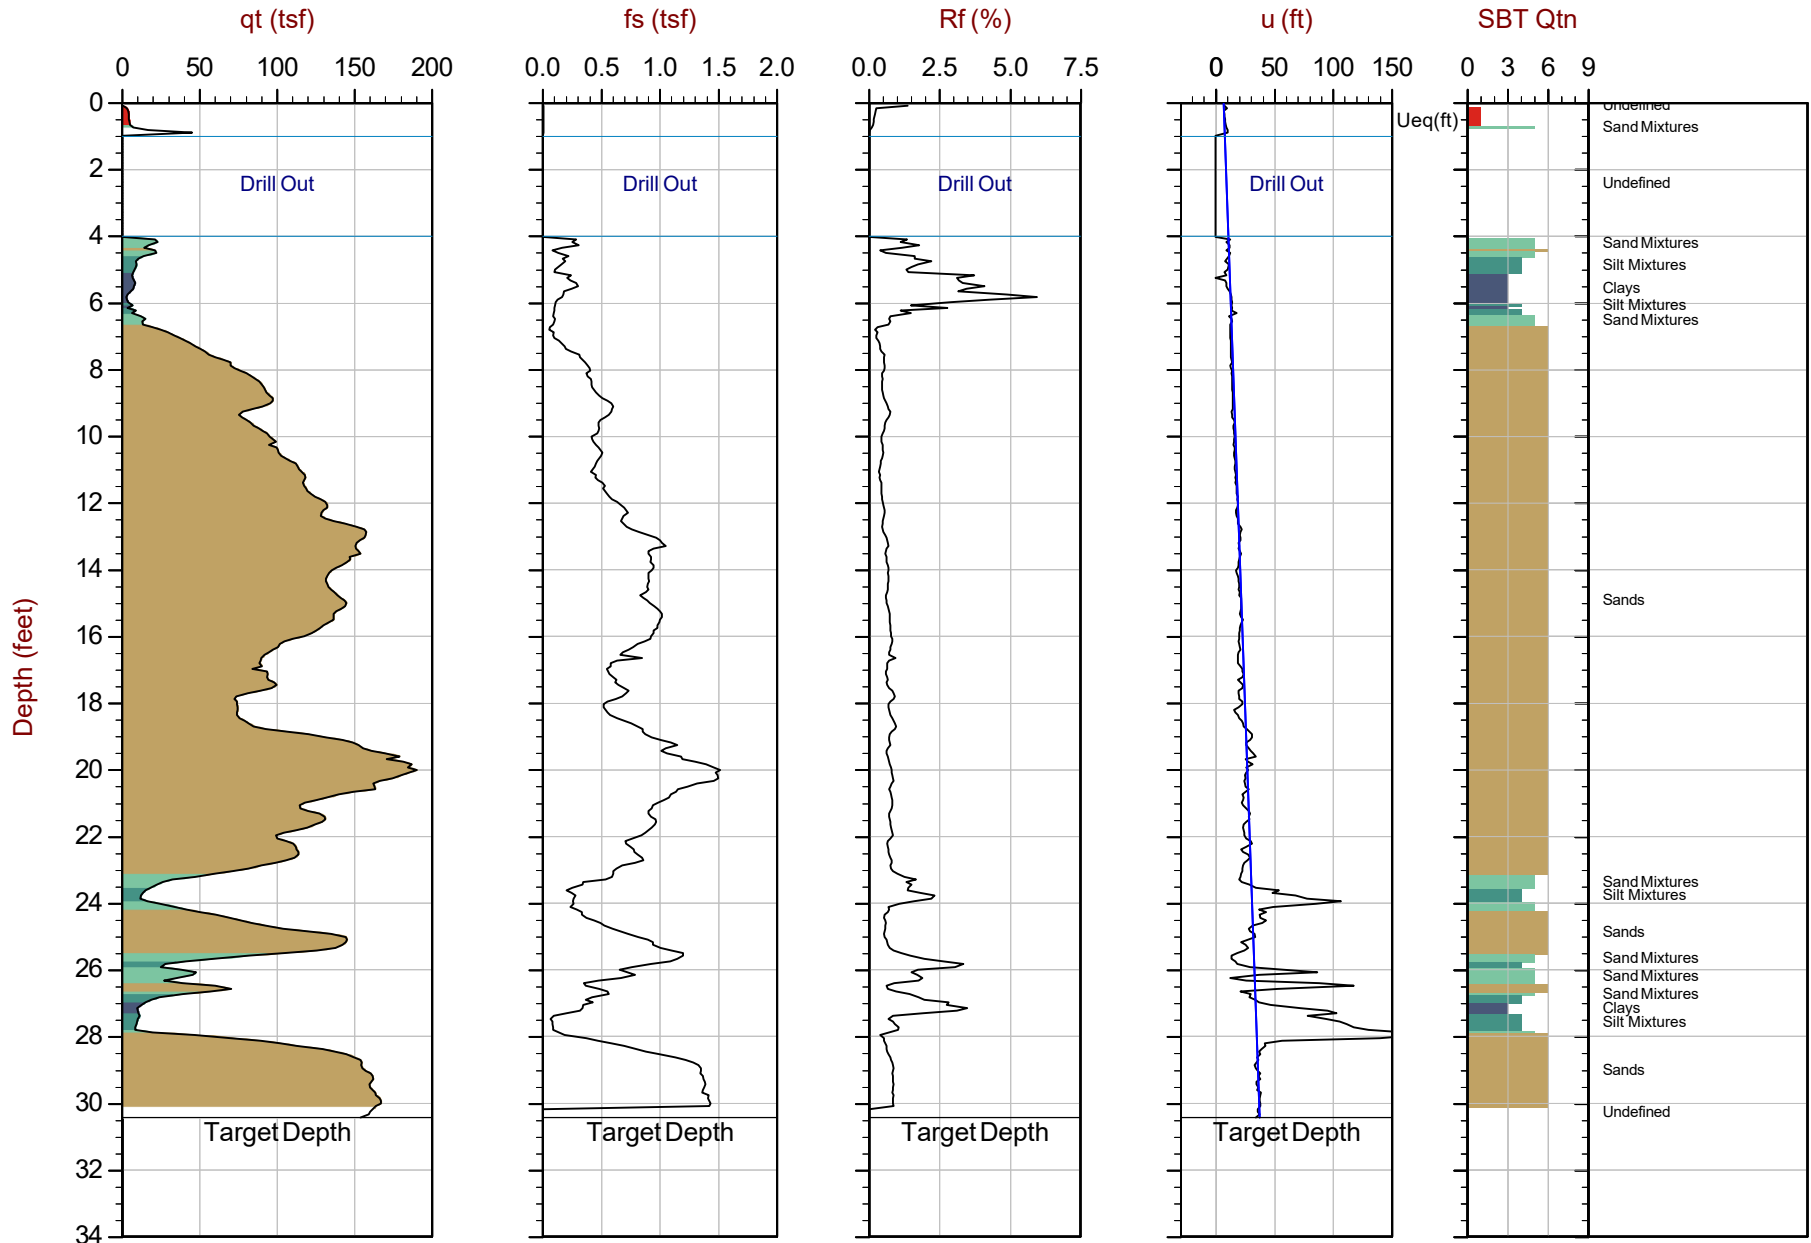 qt (tsf) fs (tsf) Rf (%) u (ft) SBT Qtn
0 50 100 150 200 0.0 0.5 1.0 1.5 2.0 0.0 2.5 5.0 7.5 0 50 100 150 0 3 6 9
0
Undefined
Ueq(ft)
Sand Mixtures
2
Drill Out Drill Out Drill Out Drill Out Undefined
4
Sand Mixtures
Silt Mixtures
Clays
6
Silt Mixtures
Sand Mixtures
8
10
12
14
Sands
16
Depth (feet)
18
20
22
Sand Mixtures
Silt Mixtures
24
Sands
Sand Mixtures
26
Sand Mixtures
Sand Mixtures
Clays
Silt Mixtures
28
Sands
30
Undefined
Target Depth Target Depth Target Depth Target Depth
32
34